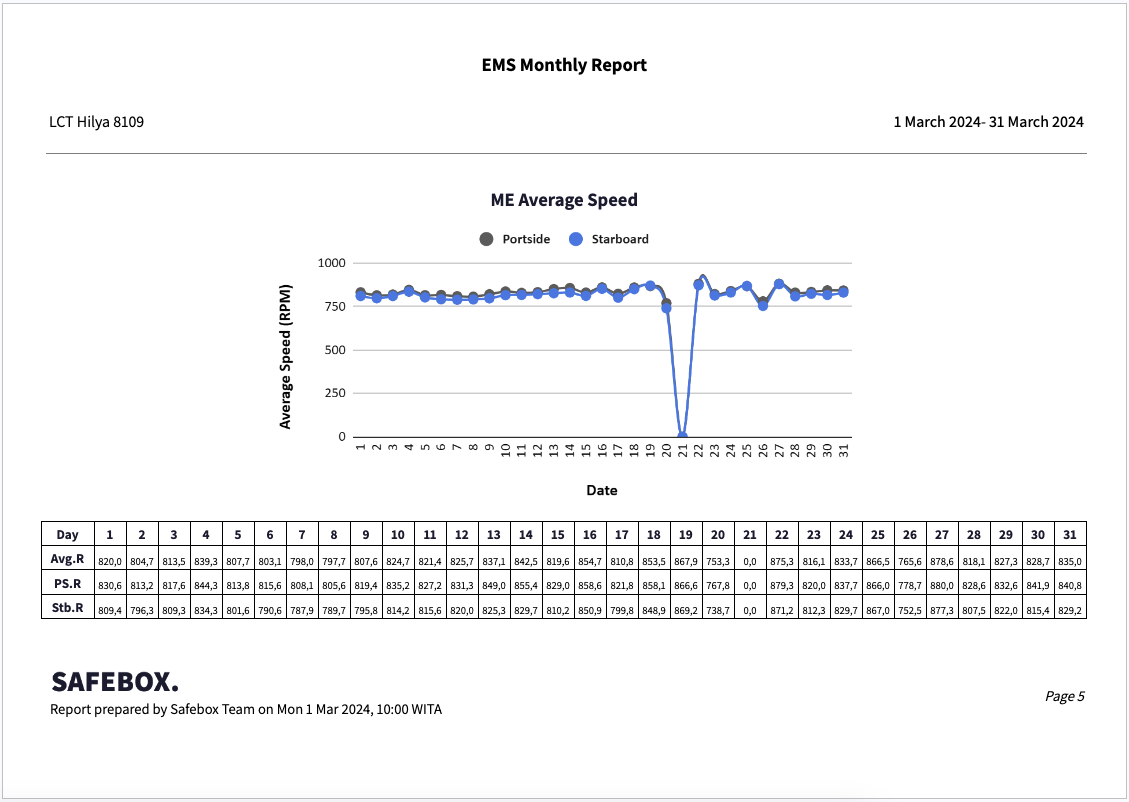 EMS Monthly Report
LCT Hilya 8109
1 March 2024- 31 March 2024
ME Average Speed
Portside Starboard
Average Speed (RPM)
1000
750
500
250
0
1 2 3 4 5 6 7 8 9 10 11 12 13 14 15 16 17 18 19 20 21 22 23 24 25 26 27 28 29 30 31
Date
Day 1 2 3 4 5 6 7 8 9 10 11 12 13 14 15 16 17 18 19 20 21 22 23 24 25 26 27 28 29 30 31
Avg.R 820,0 804,7 813,5 839,3 807,7 803,1 798,0 797,7 807,6 824,7 821,4 825,7 837,1 842,5 819,6 854,7 810,8 853,5 867,9 753,3 0,0 875,3 816,1 833,7 866,5 765,6 878,6 818,1 827,3 828,7 835,0
PS.R 830,6 813,2 817,6 844,3 813,8 815,6 808,1 805,6 819,4 835,2 827,2 831,3 849,0 855,4 829,0 858,6 821,8 858,1 866,6 767,8 0,0 879,3 820,0 837,7 866,0 778,7 880,0 828,6 832,6 841,9 840,8
Stb.R 809,4 796,3 809,3 834,3 801,6 790,6 787,9 789,7 795,8 814,2 815,6 820,0 825,3 829,7 810,2 850,9 799,8 848,9 869,2 738,7 0,0 871,2 812,3 829,7 867,0 752,5 877,3 807,5 822,0 815,4 829,2
SAFEBOX.
Report prepared by Safebox Team on Mon 1 Mar 2024, 10:00 WITA
Page 5